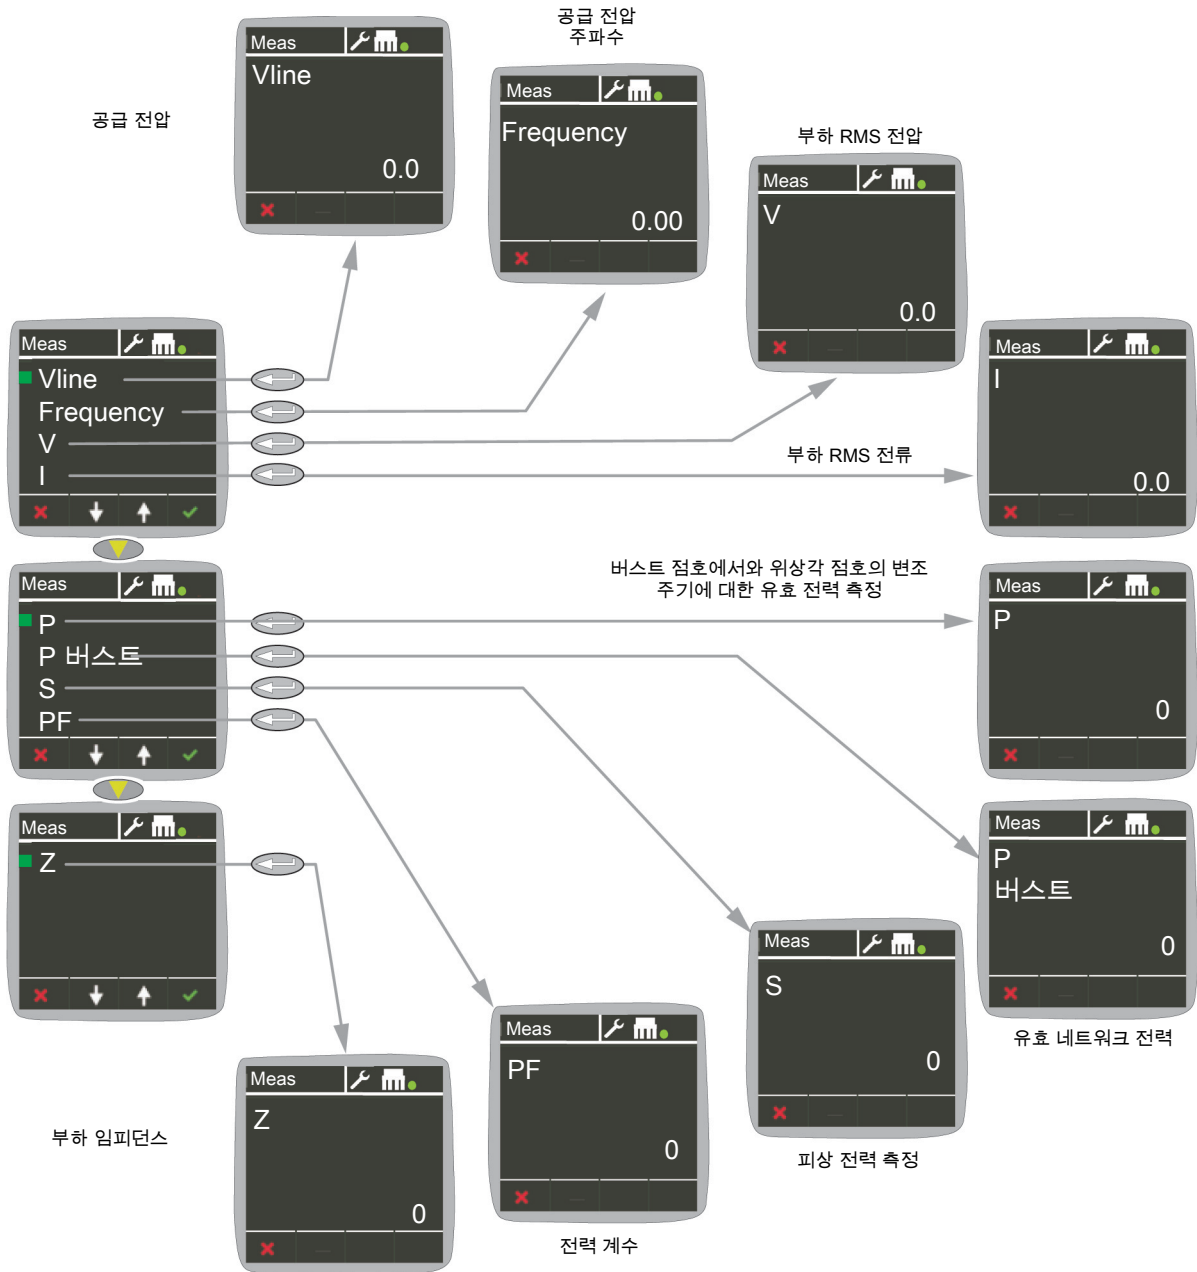 공급 전압
Meas
Vline
0.0
공급 전압
주파수
Meas
Frequency
0.00
부하 RMS 전압
Meas
V
0.0
Meas
Vline
Frequency
V
I
부하 RMS 전류
Meas
I
0.0
Meas
P
P 버스트
S
PF
버스트 점호에서와 위상각 점호의 변조
주기에 대한 유효 전력 측정
Meas
P
0
Meas
Z
Meas
P
버스트
0
유효 네트워크 전력
Meas
S
0
피상 전력 측정
Meas
PF
0
전력 계수
부하 임피던스
Meas
Z
0